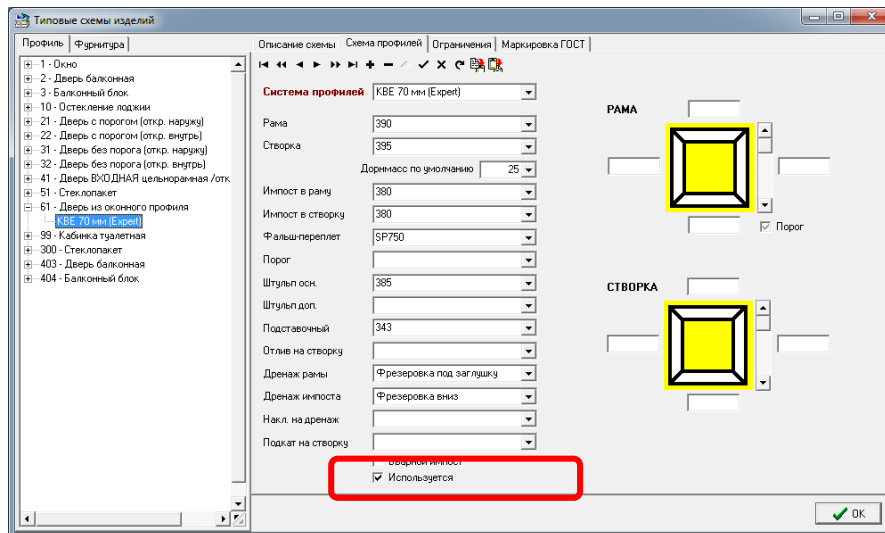 Типовые схемы изделий
Профиль
Фурнитура
1 - Окно
2 - Дверь балконная
3 - Балконный блок
10 - Остекление лоджии
21 - Дверь с порогом (откр. наружу)
22 - Дверь с порогом (откр. внутрь)
31 - Дверь без порога (откр. наружу)
32 - Дверь без порога (откр. внутрь)
41 - Дверь ВХОДНАЯ цельнорамная /отк
51 - Стеклопакет
61 - Дверь из оконного профиля
KBE 70 мм (Expert)
99 - Кабинка туалетная
300 - Стеклопакет
403 - Дверь балконная
404 - Балконный блок
Описание схемы
Схема профилей
Ограничения
Маркировка ГОСТ
Система профилей KBE 70 мм (Expert)
Рама 390
Створка 395
Дорнмасс по умолчанию 25
Импост в раму 380
Импост в створку 380
Фальш-переплет SP750
Порог
Штульп осн. 385
Штульп доп.
Подставочный 343
Отлив на створку
Дренаж рамы Фрезеровка под заглушку
Дренаж импоста Фрезеровка вниз
Накл. на дренаж
Подкат на створку
Сварной импост
Используется
РАМА
Порог
СТВОРКА
OK